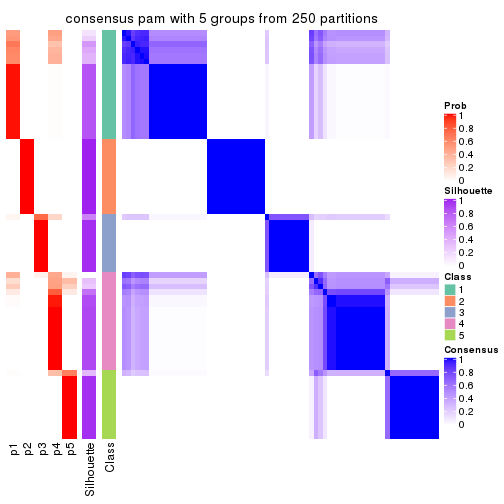 consensus pam with 5 groups from 250 partitions
Prob
1
0.8
0.6
0.4
0.2
0
Silhouette
1
0.8
0.6
0.4
0.2
0
Class
1
2
3
4
5
Consensus
1
0.8
0.6
0.4
0.2
0
p1
p2
p3
p4
p5
Silhouette
Class